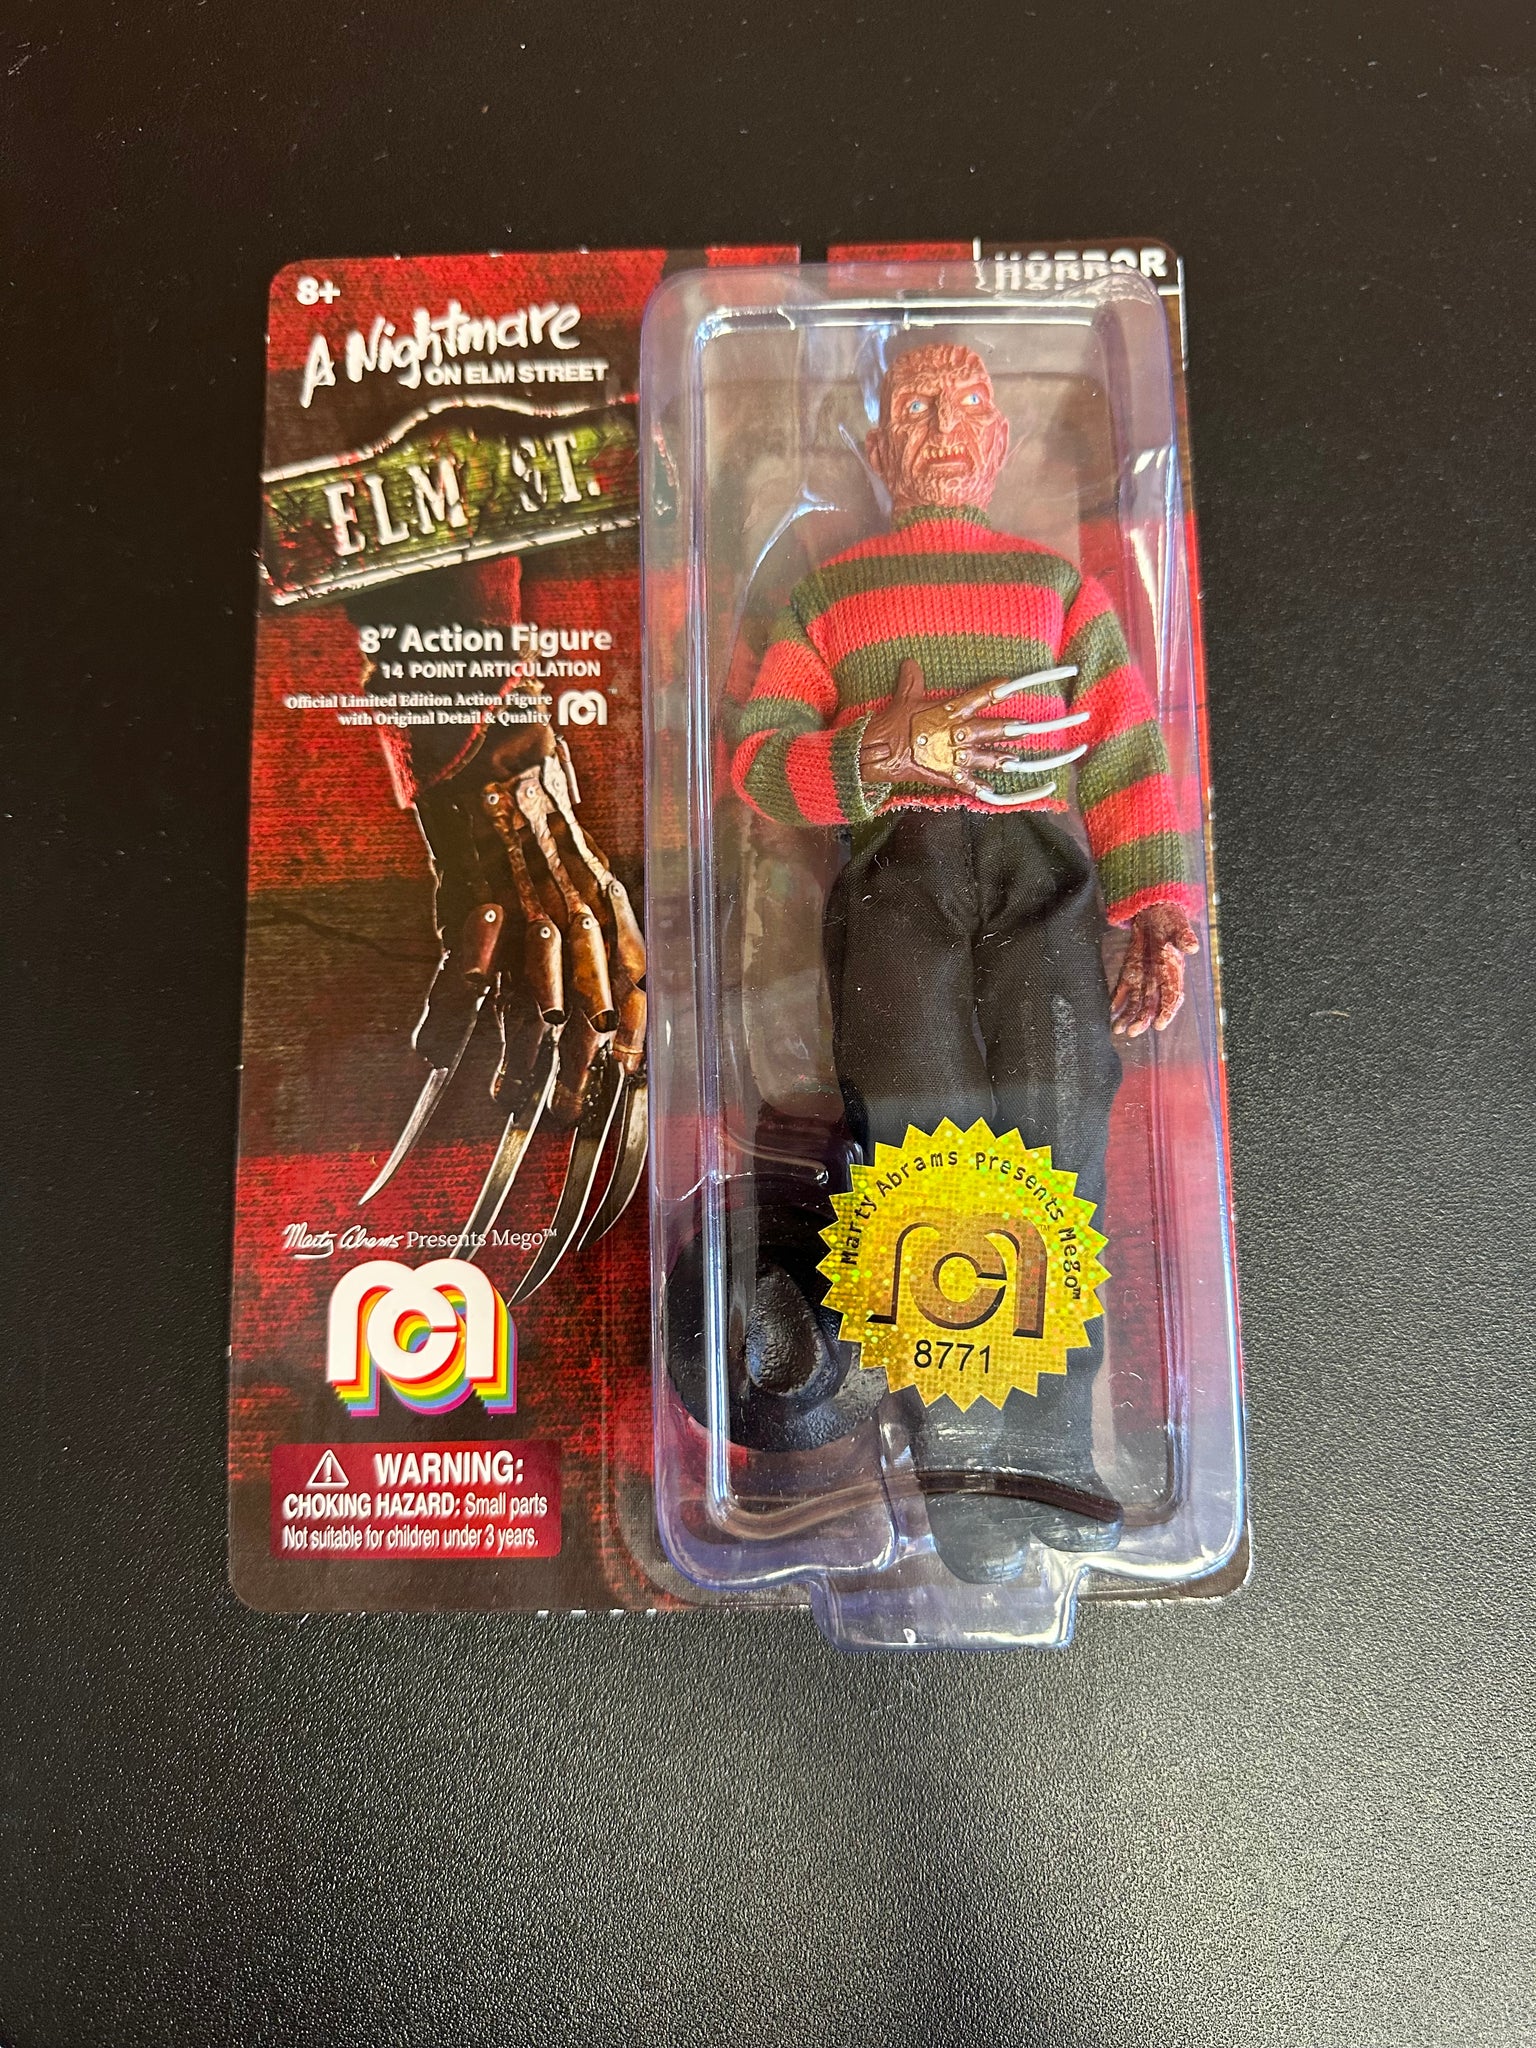 8+
HORROR
A Nightmare
ON ELM STREET
ELM ST.
8" Action Figure
14 POINT ARTICULATION
Official Limited Edition Action Figure
with Original Detail & Quality
Marty Abrams Presents Mego™
WARNING:
CHOKING HAZARD: Small parts
Not suitable for children under 3 years.
Marty Abrams Presents Mego™
8771